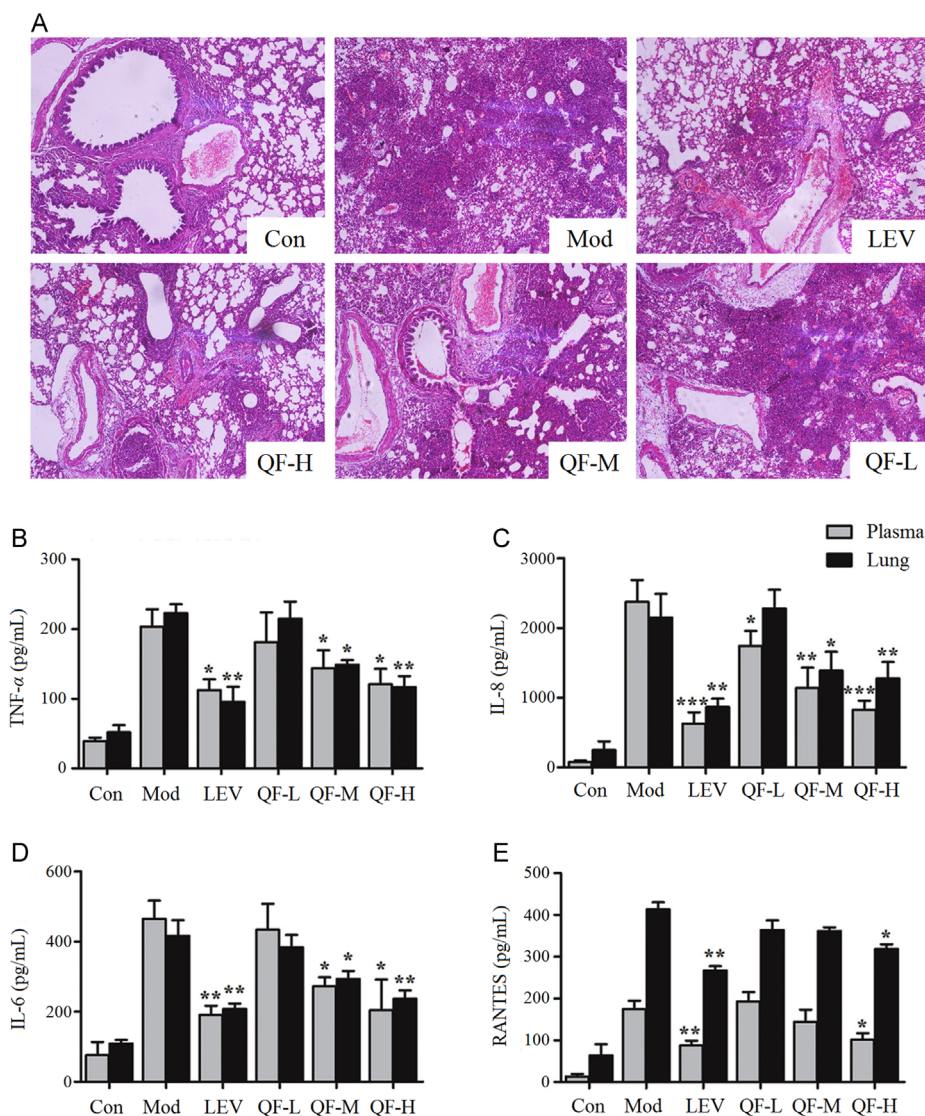 A
Con
Mod
LEV
QF-H
QF-M
QF-L
B
300
200
100
0
TNF-α (pg/mL)
* ** * * * **
Con Mod LEV QF-L QF-M QF-H
C
Plasma
Lung
3000
2000
1000
0
IL-8 (pg/mL)
*** ** * ** * *** **
Con Mod LEV QF-L QF-M QF-H
D
600
400
200
0
IL-6 (pg/mL)
** ** * * * **
Con Mod LEV QF-L QF-M QF-H
E
500
400
300
200
100
0
RANTES (pg/mL)
** ** * *
Con Mod LEV QF-L QF-M QF-H